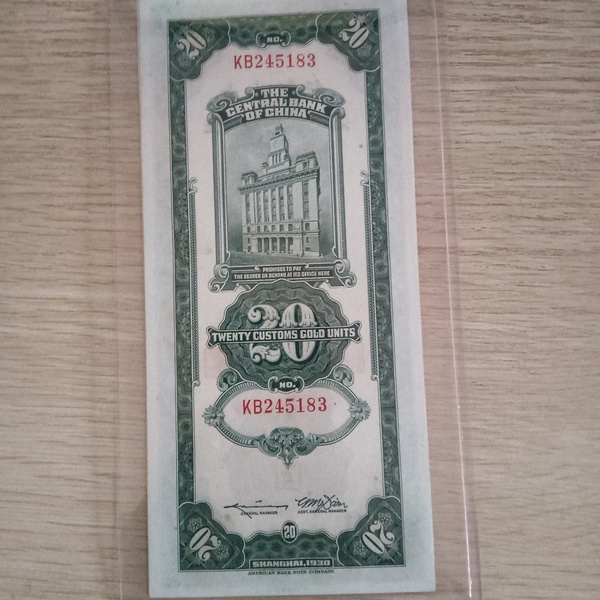 20 20
NO.
KB245183
THE
CENTRAL BANK
OF CHINA
PROMISES TO PAY
THE BEARER ON DEMAND AT ITS OFFICE HERE
20
TWENTY CUSTOMS GOLD UNITS
NO.
KB245183
GENERAL MANAGER ASST. GENERAL MANAGER
20 20 20
SHANGHAI, 1930
AMERICAN BANK NOTE COMPANY.